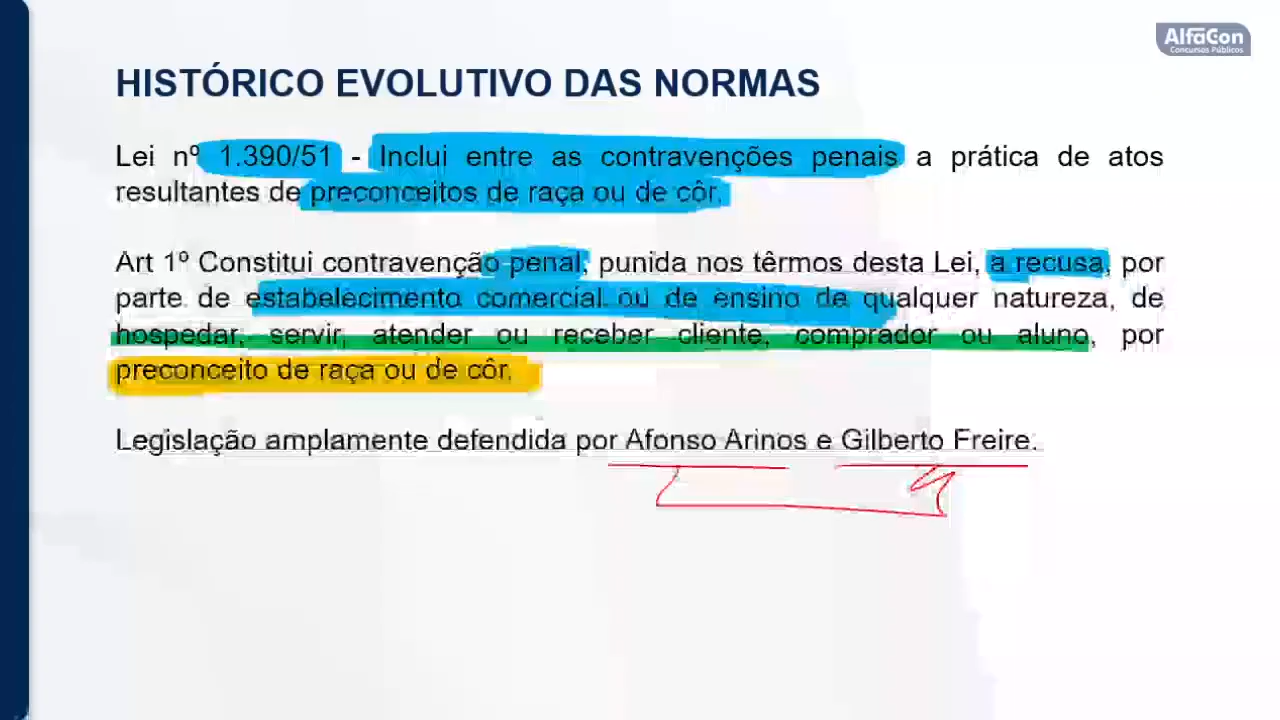 AlfaCon
Concursos Públicos
HISTÓRICO EVOLUTIVO DAS NORMAS
Lei nº 1.390/51 - Inclui entre as contravenções penais a prática de atos
resultantes de preconceitos de raça ou de côr.
Art 1º Constitui contravenção penal, punida nos têrmos desta Lei, a recusa, por
parte de estabelecimento comercial ou de ensino de qualquer natureza, de
hospedar, servir, atender ou receber cliente, comprador ou aluno, por
preconceito de raça ou de côr.
Legislação amplamente defendida por Afonso Arinos e Gilberto Freire.